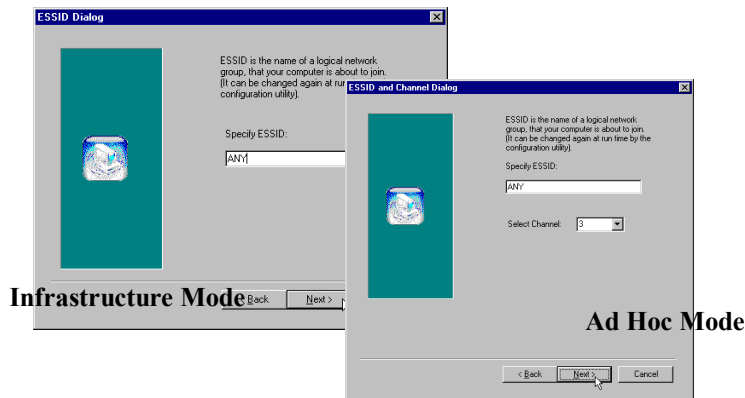 ESSID Dialog
ESSID is the name of a logical network
group, that your computer is about to join.
(It can be changed again at run
configuration utility).
Specify ESSID:
ANY
Back
Next >
Infrastructure Mode
ESSID and Channel Dialog
ESSID is the name of a logical network
group, that your computer is about to join.
(It can be changed again at run time by the
configuration utility).
Specify ESSID:
ANY
Select Channel: 3
< Back Next > Cancel
Ad Hoc Mode